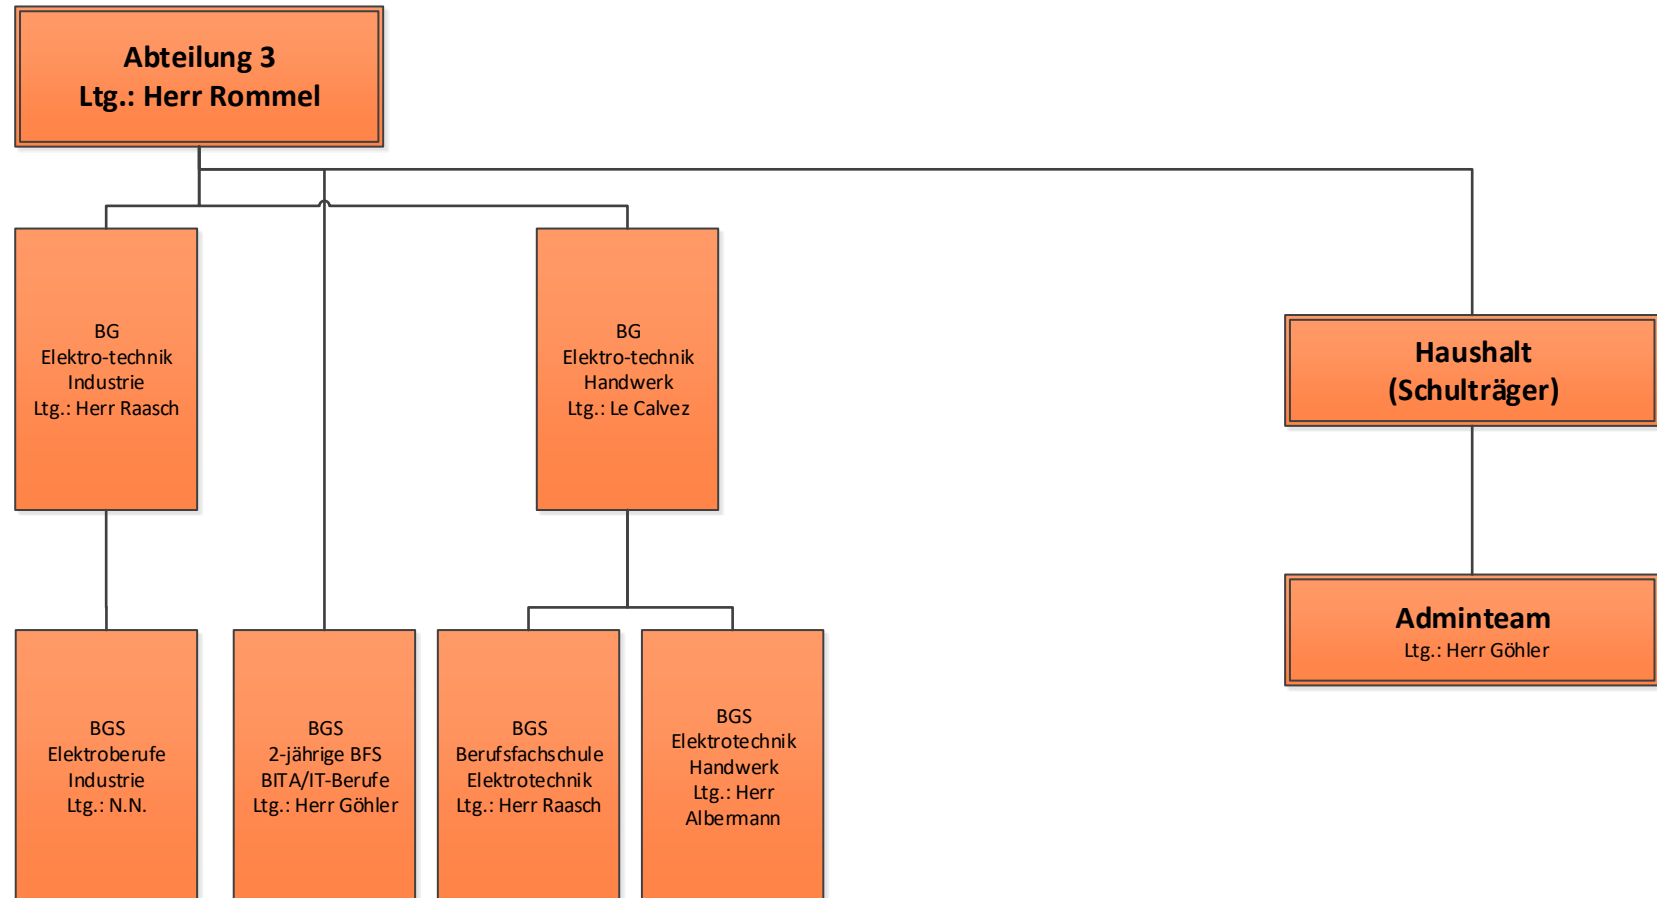 Abteilung 3
Ltg.: Herr Rommel
BG
Elektro-technik
Industrie
Ltg.: Herr Raasch
BG
Elektro-technik
Handwerk
Ltg.: Le Calvez
Haushalt
(Schulträger)
Adminteam
Ltg.: Herr Göhler
BGS
Elektroberufe
Industrie
Ltg.: N.N.
BGS
2-jährige BFS
BITA/IT-Berufe
Ltg.: Herr Göhler
BGS
Berufsfachschule
Elektrotechnik
Ltg.: Herr Raasch
BGS
Elektrotechnik
Handwerk
Ltg.: Herr
Albermann